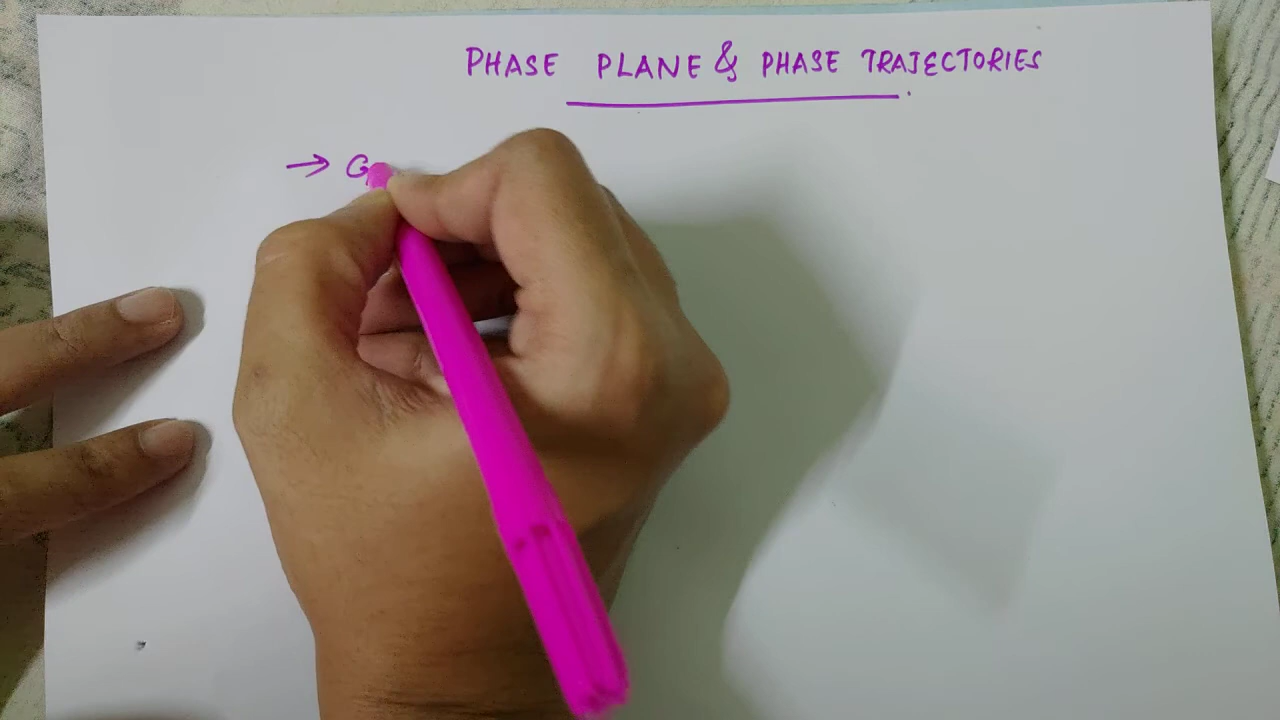 PHASE PLANE & PHASE TRAJECTORIES
→ G